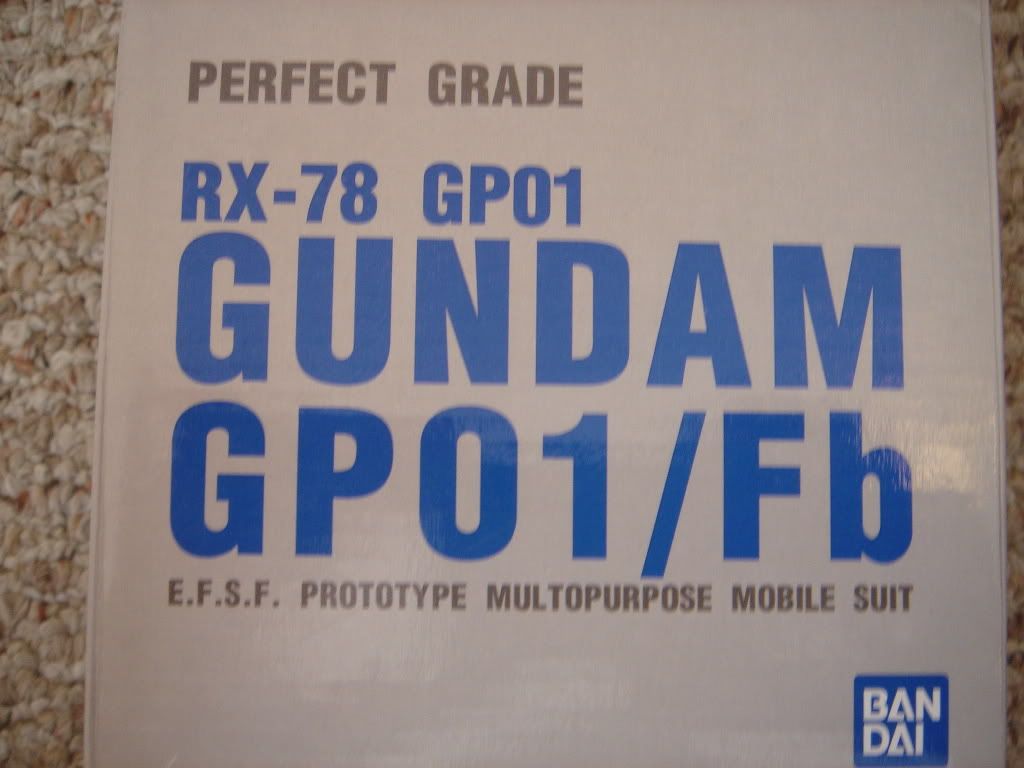 PERFECT GRADE
RX-78 GP01
GUNDAM
GP01/Fb
E.F.S.F. PROTOTYPE MULTOPURPOSE MOBILE SUIT
BAN
DAI